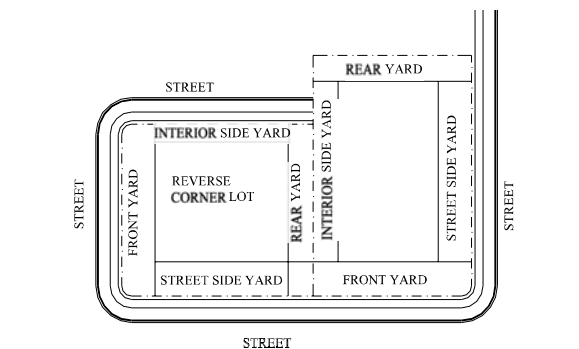 REAR YARD
STREET
INTERIOR SIDE YARD
INTERIOR SIDE YARD
STREET SIDE YARD
STREET
FRONT YARD
REVERSE
CORNER LOT
REAR YARD
STREET
STREET SIDE YARD
FRONT YARD
STREET